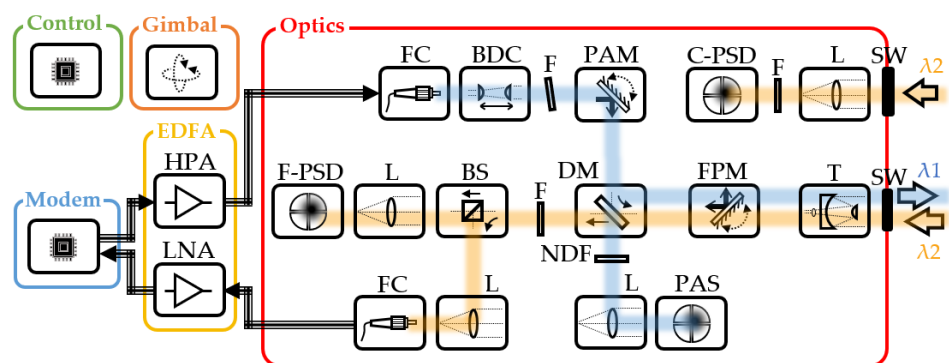 Control
Gimbal
Optics
FC
BDC
F
PAM
C-PSD
F
L
SW
λ2
EDFA
HPA
F-PSD
L
BS
F
DM
FPM
T
SW
λ1
Modem
LNA
NDF
λ2
FC
L
L
PAS